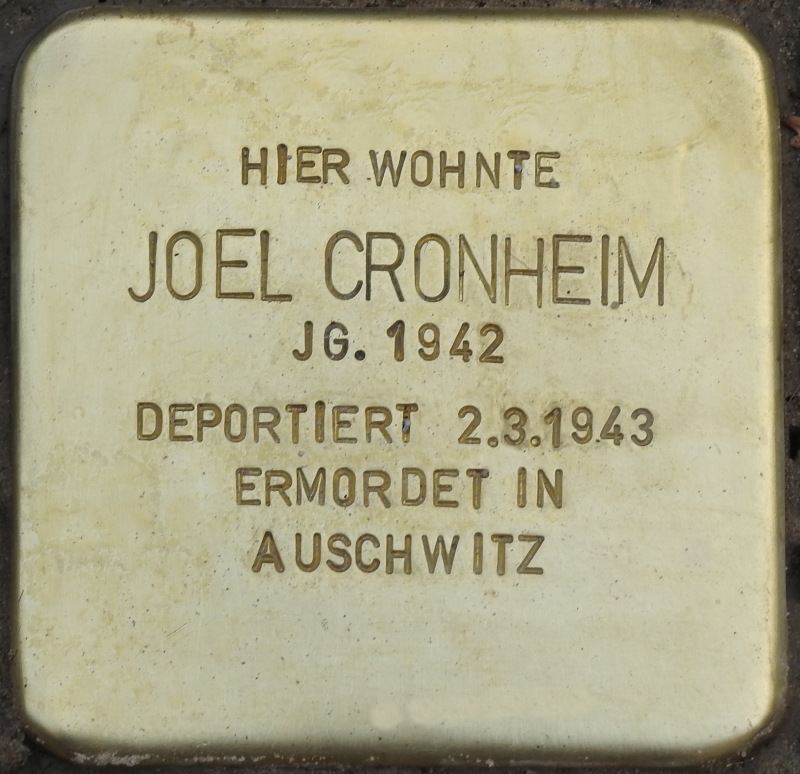 HIER WOHNTE
JOEL CRONHEIM
JG. 1942
DEPORTIERT 2.3.1943
ERMORDET IN
AUSCHWITZ